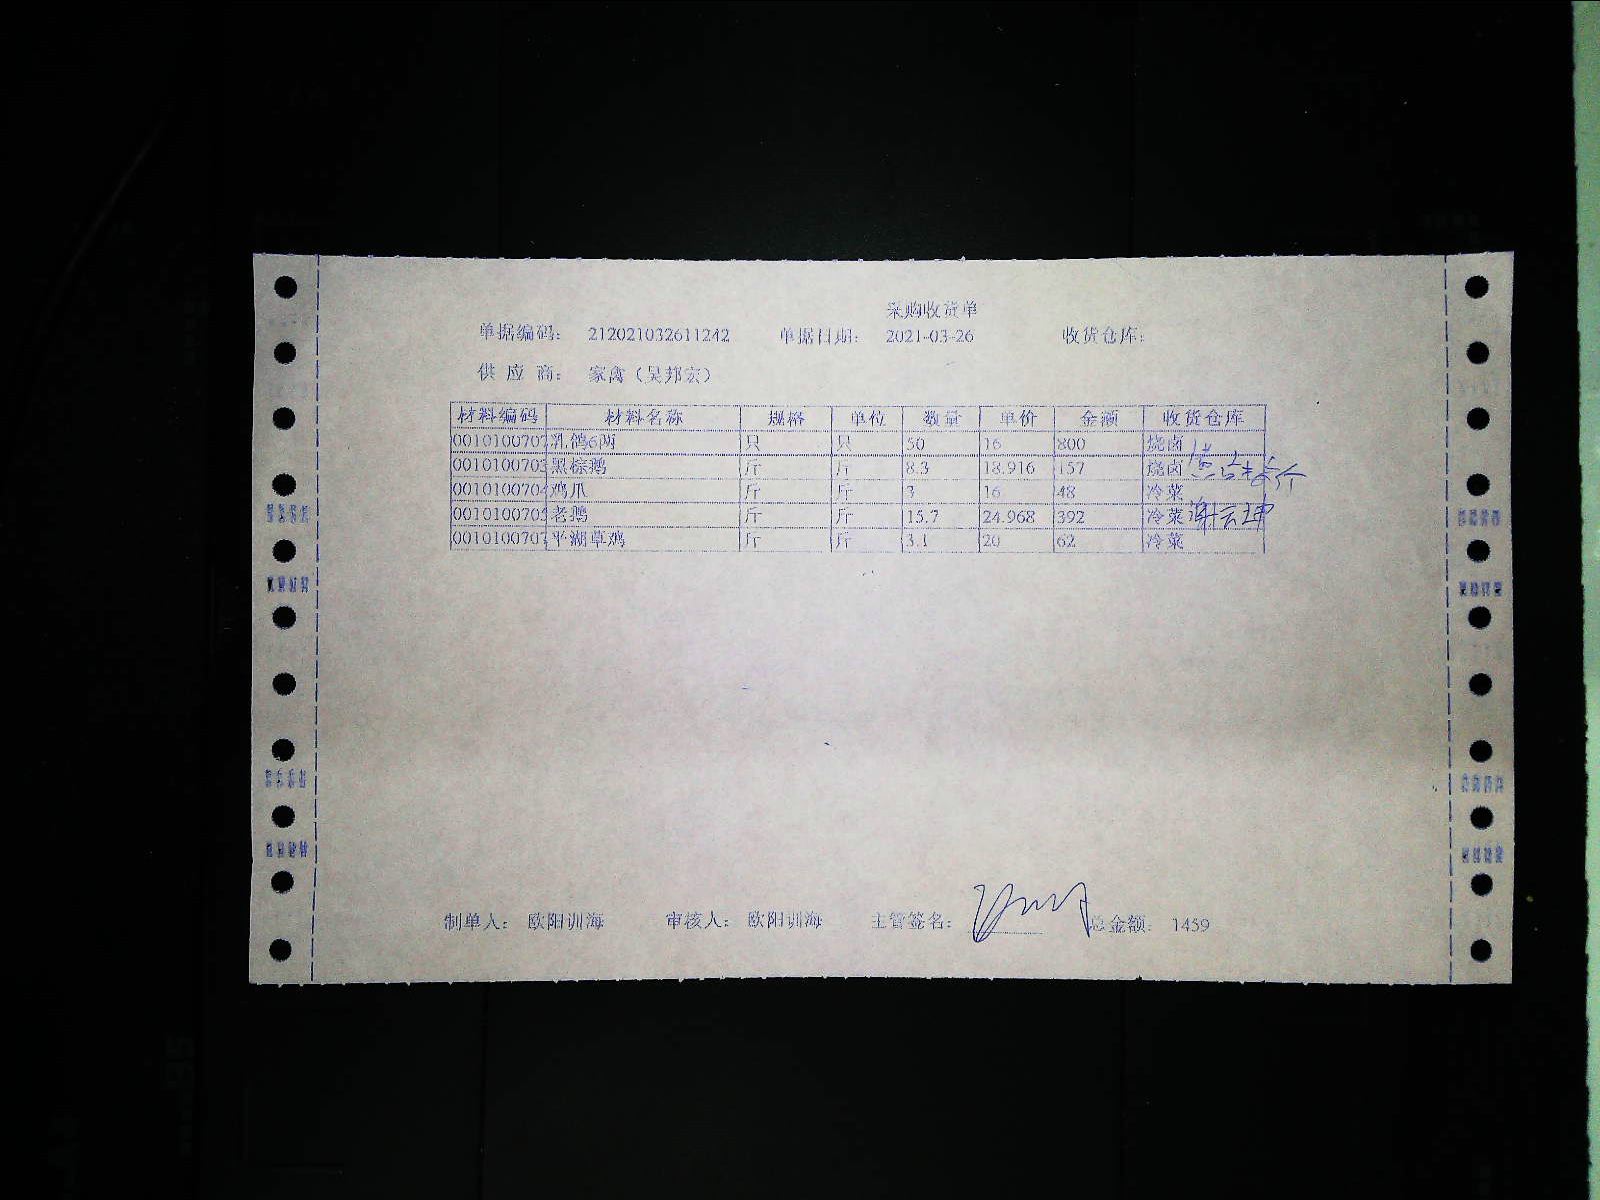 采购收货单
单据编码： 212021032611242 单据日期： 2021-03-26 收货仓库：
供 应 商： 家禽（吴邦宏）
材料编码 材料名称 规格 单位 数量 单价 金额 收货仓库
0010100707 乳鸽6两 只 只 50 16 800 烧卤
0010100703 黑棕鹅 斤 斤 8.3 18.916 157 烧卤
0010100704 鸡爪 斤 斤 3 16 48 冷菜
0010100705 老鹅 斤 斤 15.7 24.968 392 冷菜 谢云坤
0010100707 平湖草鸡 斤 斤 3.1 20 62 冷菜
制单人： 欧阳训海 审核人： 欧阳训海 主管签名： 总金额： 1459